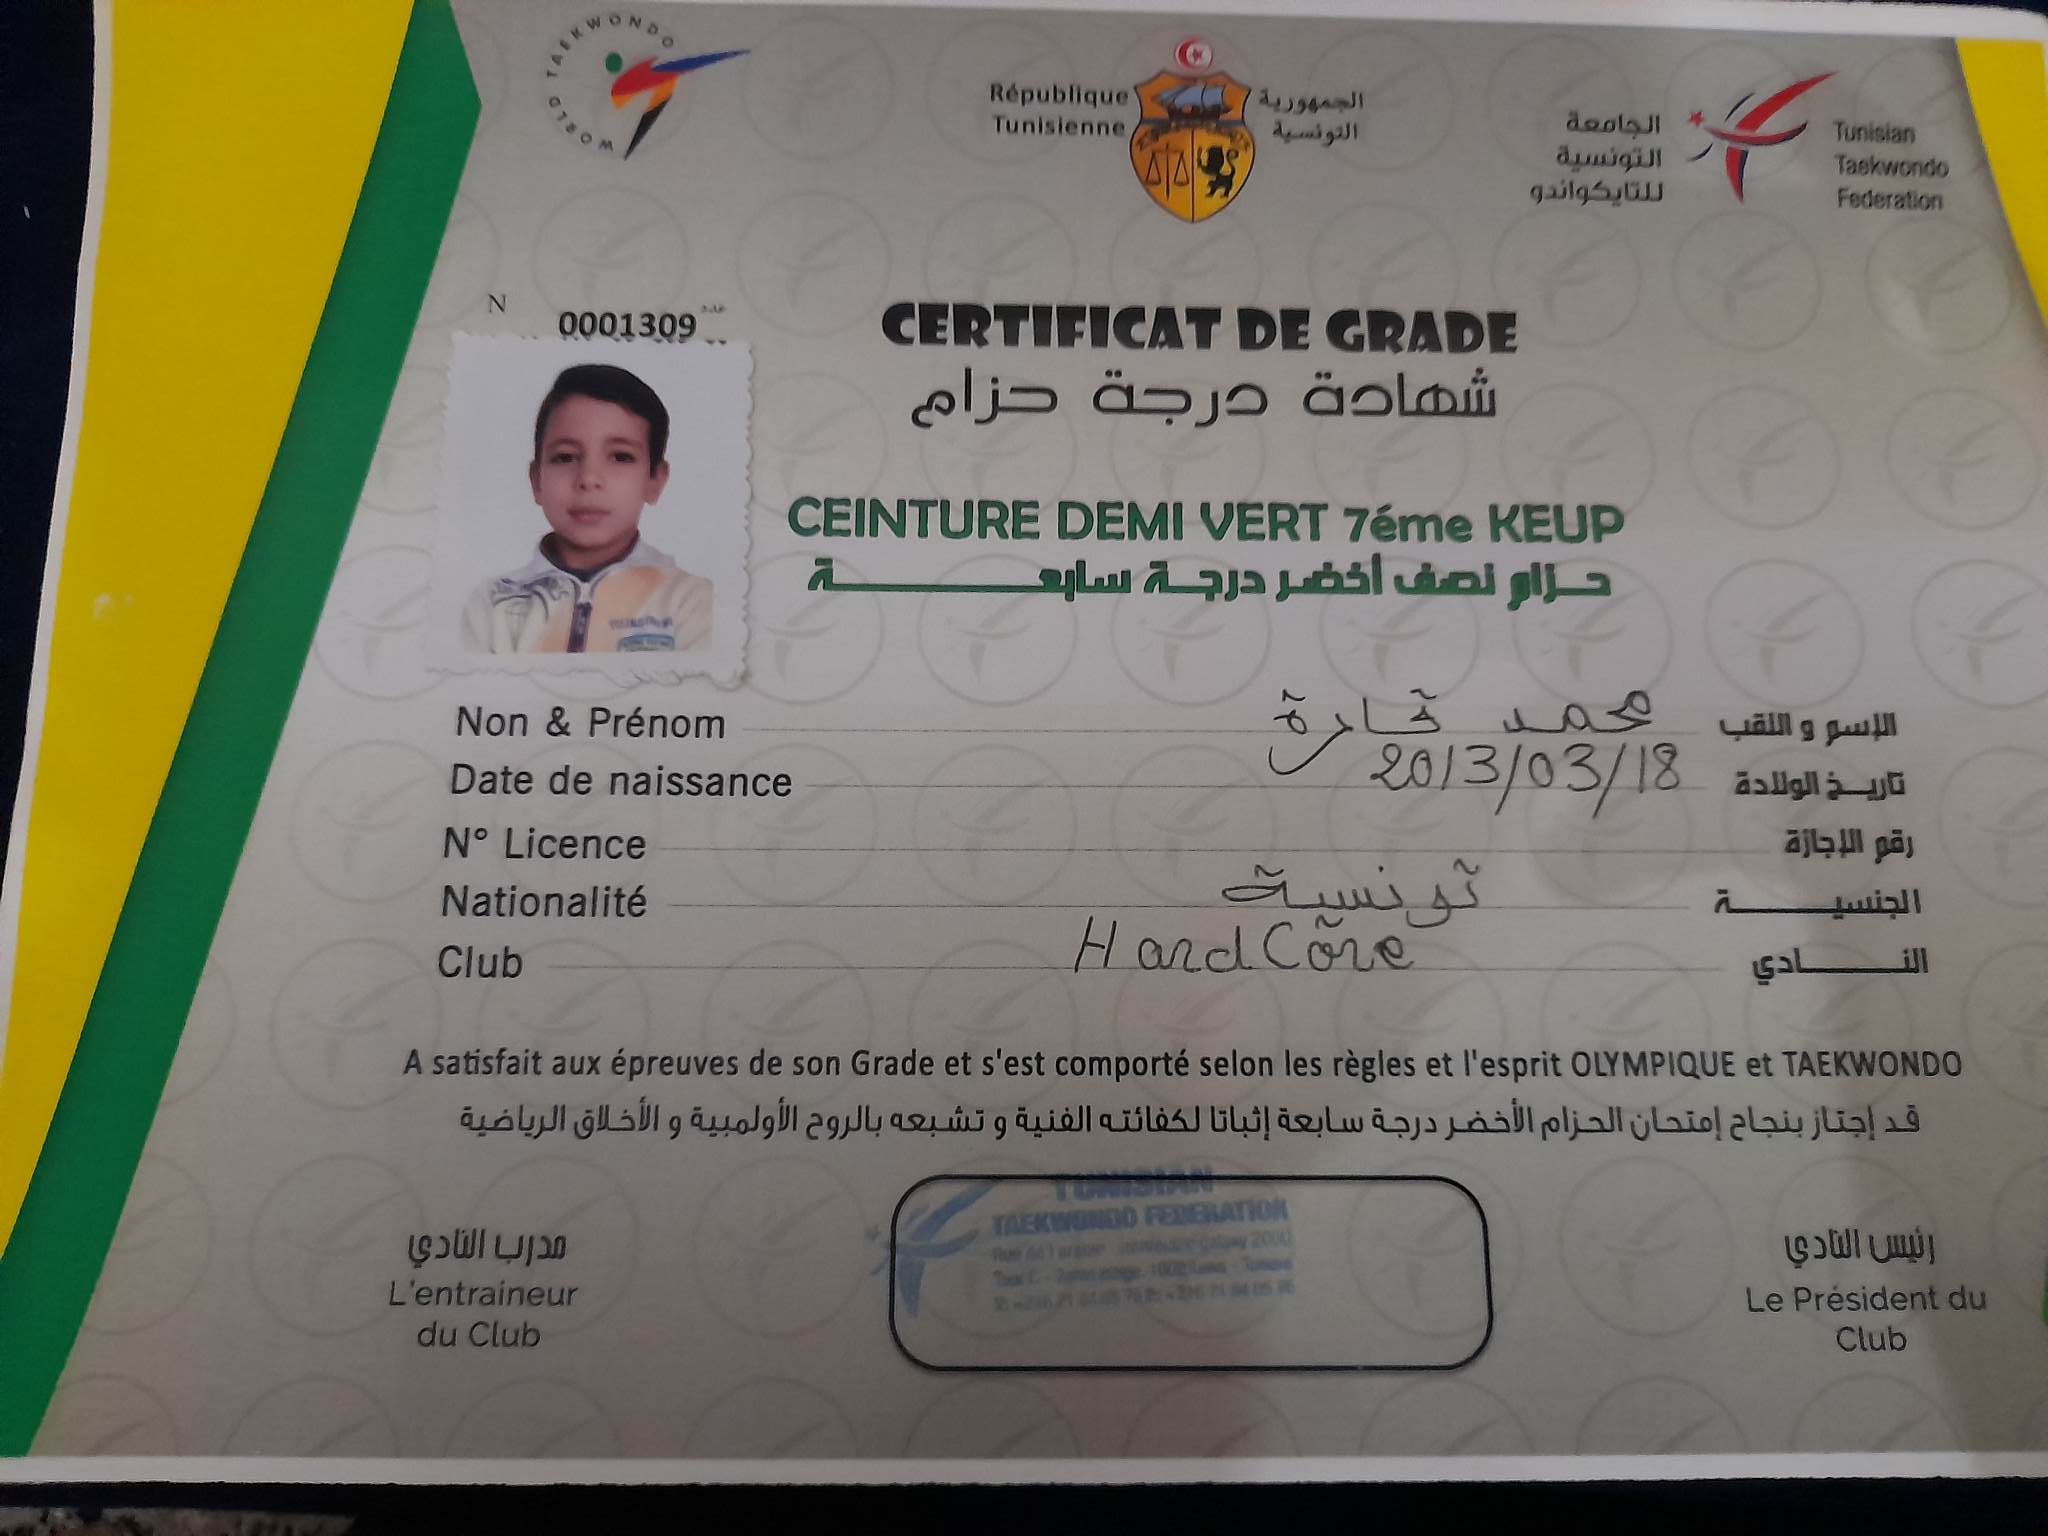 WORLD TAEKWONDO
République
Tunisienne
الجمهورية
التونسية
الجامعة
التونسية
للتايكواندو
Tunisian
Taekwondo
Federation
N 0001309 عدد
CERTIFICAT DE GRADE
شهادة درجة حزام
CEINTURE DEMI VERT 7éme KEUP
حزام نصف أخضر درجة سابعة
Non & Prénom محمد الإسم و اللقب
Date de naissance 2013/03/18 تاريخ الولادة
N° Licence رقم الإجازة
Nationalité تونسية الجنسية
Club HardCore النادي
A satisfait aux épreuves de son Grade et s'est comporté selon les règles et l'esprit OLYMPIQUE et TAEKWONDO
قد إجتاز بنجاح إمتحان الحزام الأخضر درجة سابعة إثباتا لكفائته الفنية و تشبعه بالروح الأولمبية و الأخلاق الرياضية
مدرب النادي
L'entraineur
du Club
TUNISIAN
TAEKWONDO FEDERATION
رئيس النادي
Le Président du
Club